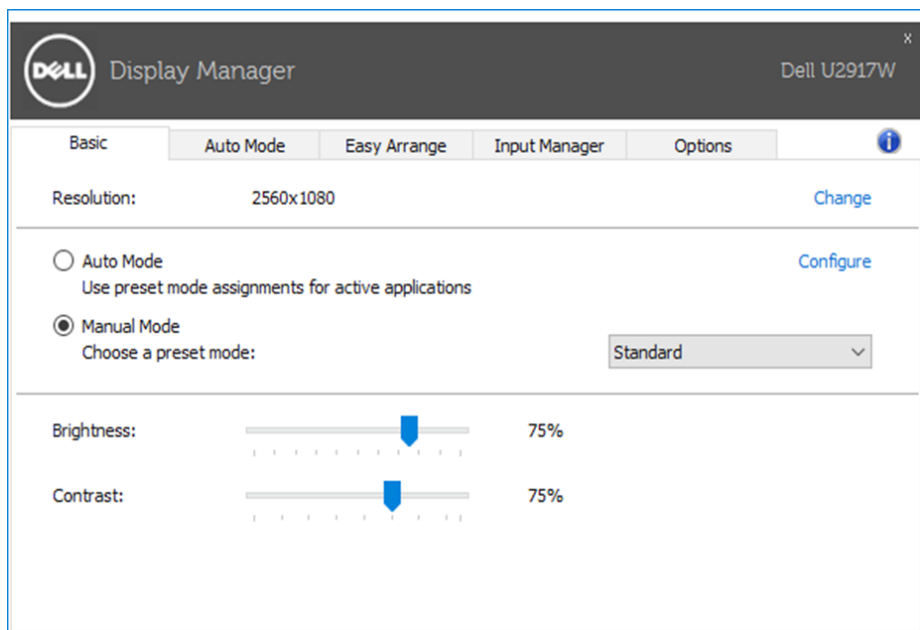 DELL Display Manager Dell U2917W x
Basic Auto Mode Easy Arrange Input Manager Options i
Resolution: 2560x1080 Change
Auto Mode Configure
Use preset mode assignments for active applications
Manual Mode
Choose a preset mode: Standard
Brightness: 75%
Contrast: 75%